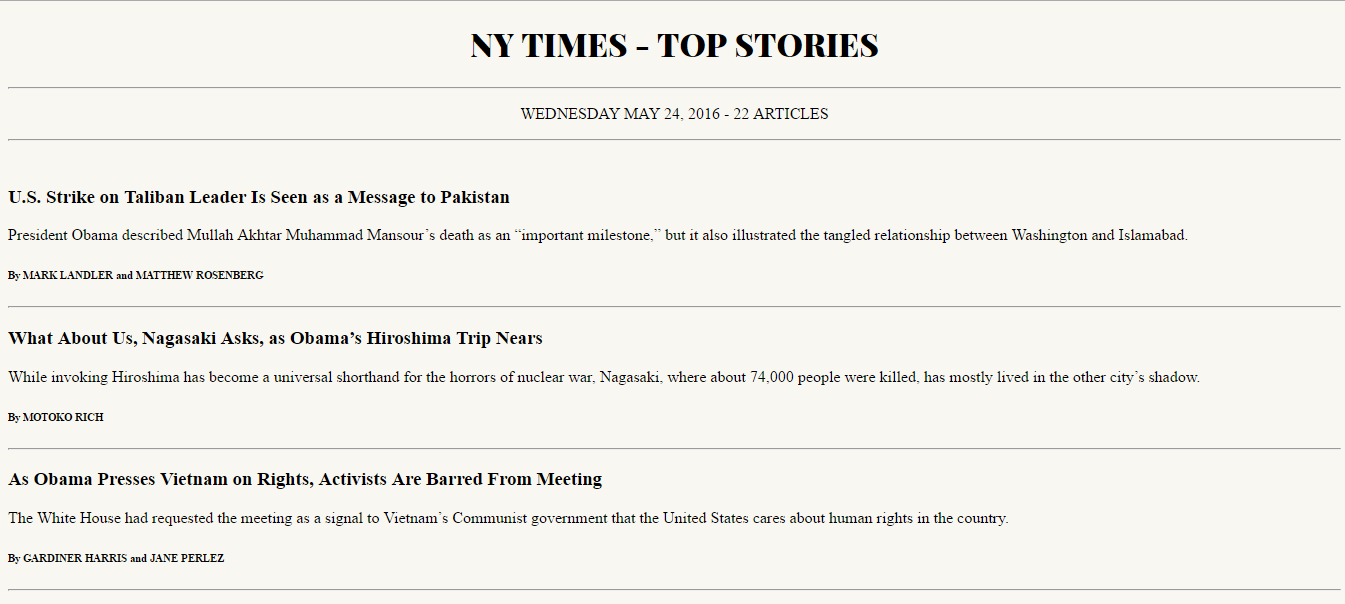 NY TIMES - TOP STORIES
WEDNESDAY MAY 24, 2016 - 22 ARTICLES
U.S. Strike on Taliban Leader Is Seen as a Message to Pakistan
President Obama described Mullah Akhtar Muhammad Mansour’s death as an “important milestone,” but it also illustrated the tangled relationship between Washington and Islamabad.
By MARK LANDLER and MATTHEW ROSENBERG
What About Us, Nagasaki Asks, as Obama’s Hiroshima Trip Nears
While invoking Hiroshima has become a universal shorthand for the horrors of nuclear war, Nagasaki, where about 74,000 people were killed, has mostly lived in the other city’s shadow.
By MOTOKO RICH
As Obama Presses Vietnam on Rights, Activists Are Barred From Meeting
The White House had requested the meeting as a signal to Vietnam’s Communist government that the United States cares about human rights in the country.
By GARDINER HARRIS and JANE PERLEZ